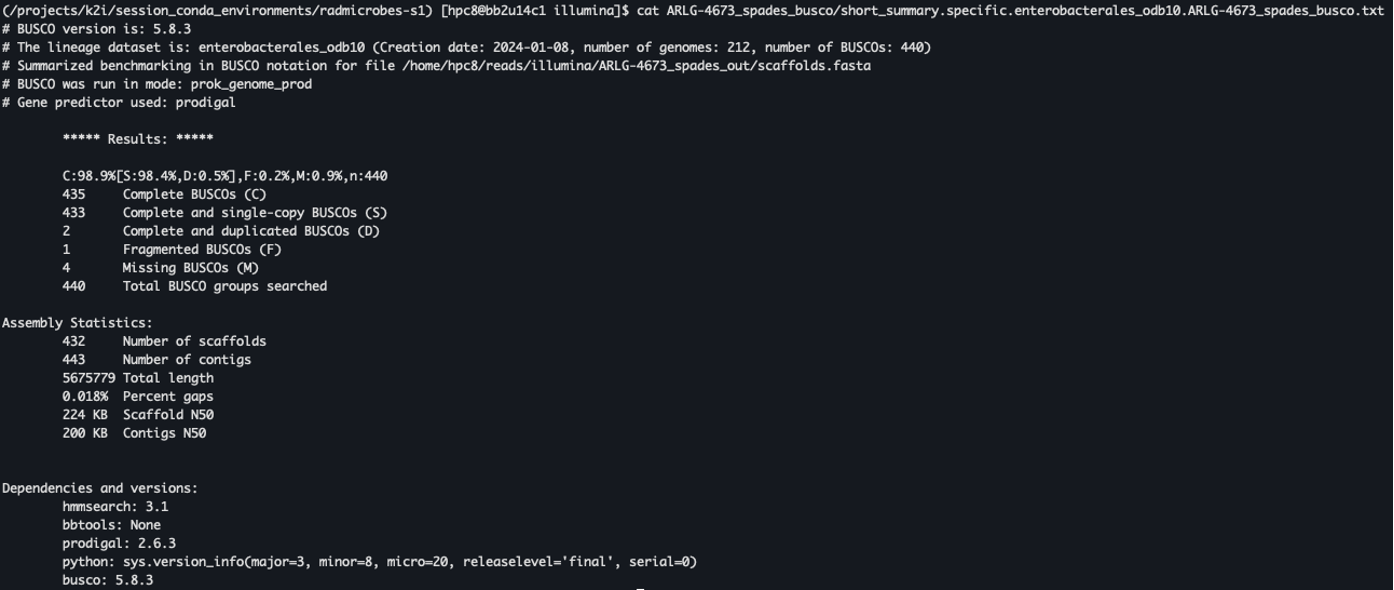 (/projects/k2i/session_conda_environments/radmicrobes-s1) [hpc8@bb2u14c1 illumina]$ cat ARLG-4673_spades_busco/short_summary.specific.enterobacterales_odb10.ARLG-4673_spades_busco.txt
# BUSCO version is: 5.8.3
# The lineage dataset is: enterobacterales_odb10 (Creation date: 2024-01-08, number of genomes: 212, number of BUSCOs: 440)
# Summarized benchmarking in BUSCO notation for file /home/hpc8/reads/illumina/ARLG-4673_spades_out/scaffolds.fasta
# BUSCO was run in mode: prok_genome_prod
# Gene predictor used: prodigal
***** Results: *****
C:98.9%[S:98.4%,D:0.5%],F:0.2%,M:0.9%,n:440
435 Complete BUSCOs (C)
433 Complete and single-copy BUSCOs (S)
2 Complete and duplicated BUSCOs (D)
1 Fragmented BUSCOs (F)
4 Missing BUSCOs (M)
440 Total BUSCO groups searched
Assembly Statistics:
432 Number of scaffolds
443 Number of contigs
5675779 Total length
0.018% Percent gaps
224 KB Scaffold N50
200 KB Contigs N50
Dependencies and versions:
hmmsearch: 3.1
bbtools: None
prodigal: 2.6.3
python: sys.version_info(major=3, minor=8, micro=20, releaselevel='final', serial=0)
busco: 5.8.3